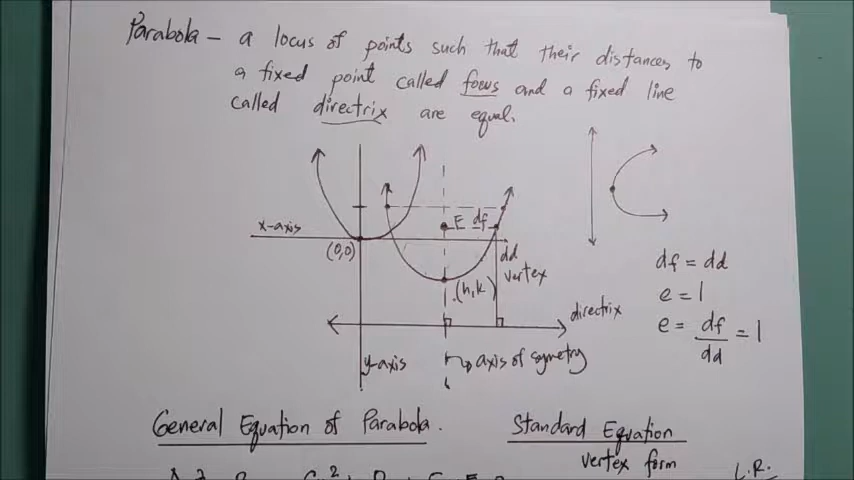 Parabola - a locus of points such that their distances to
a fixed point called focus and a fixed line
called directrix are equal.
x-axis
(0,0)
F df
dd
vertex
(h,k)
directrix
y-axis
axis of symetry
df = dd
e = 1
e = df/dd = 1
General Equation of Parabola.
Standard Equation
vertex form
L.R.